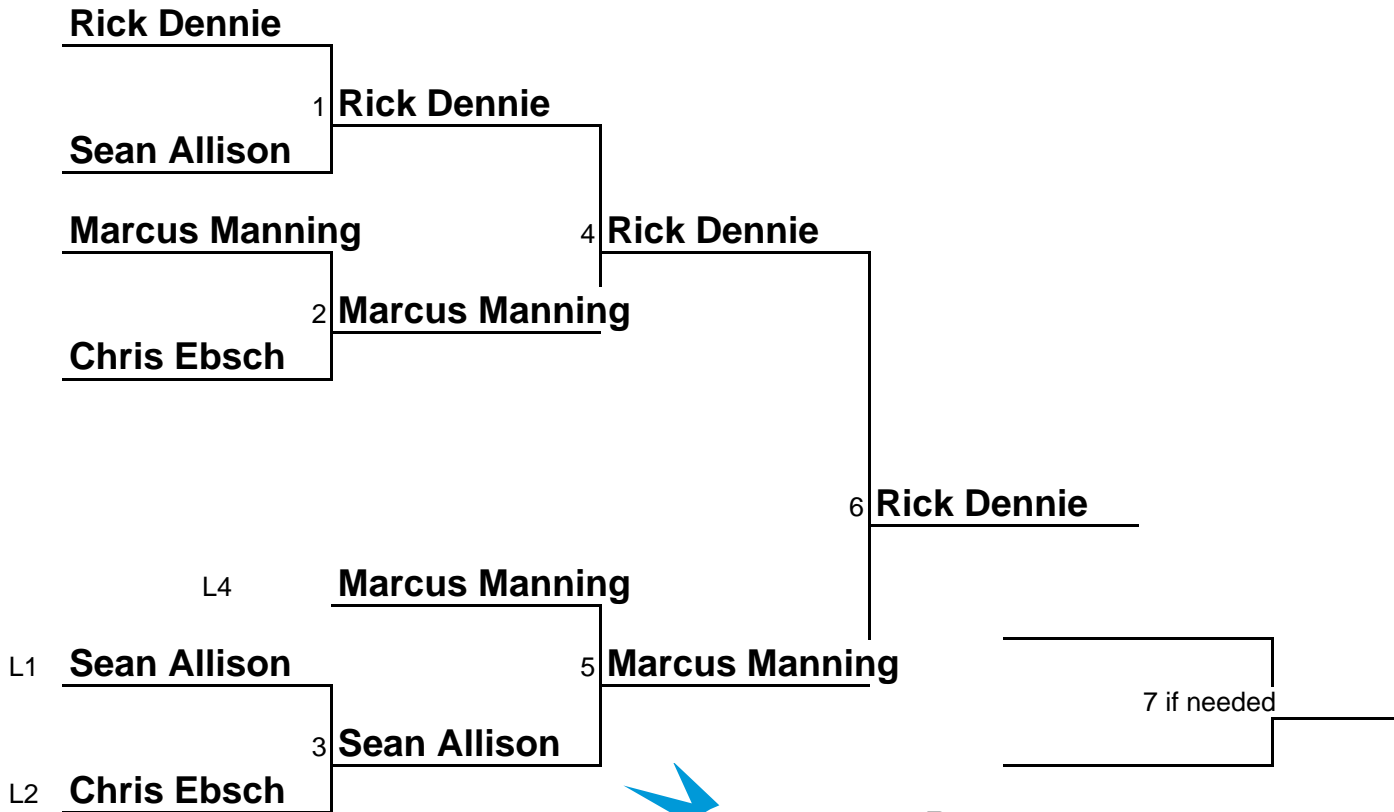 Rick Dennie
1 Rick Dennie
Sean Allison
Marcus Manning
4 Rick Dennie
2 Marcus Manning
Chris Ebsch
6 Rick Dennie
L4 Marcus Manning
L1 Sean Allison
5 Marcus Manning
7 if needed
3 Sean Allison
L2 Chris Ebsch